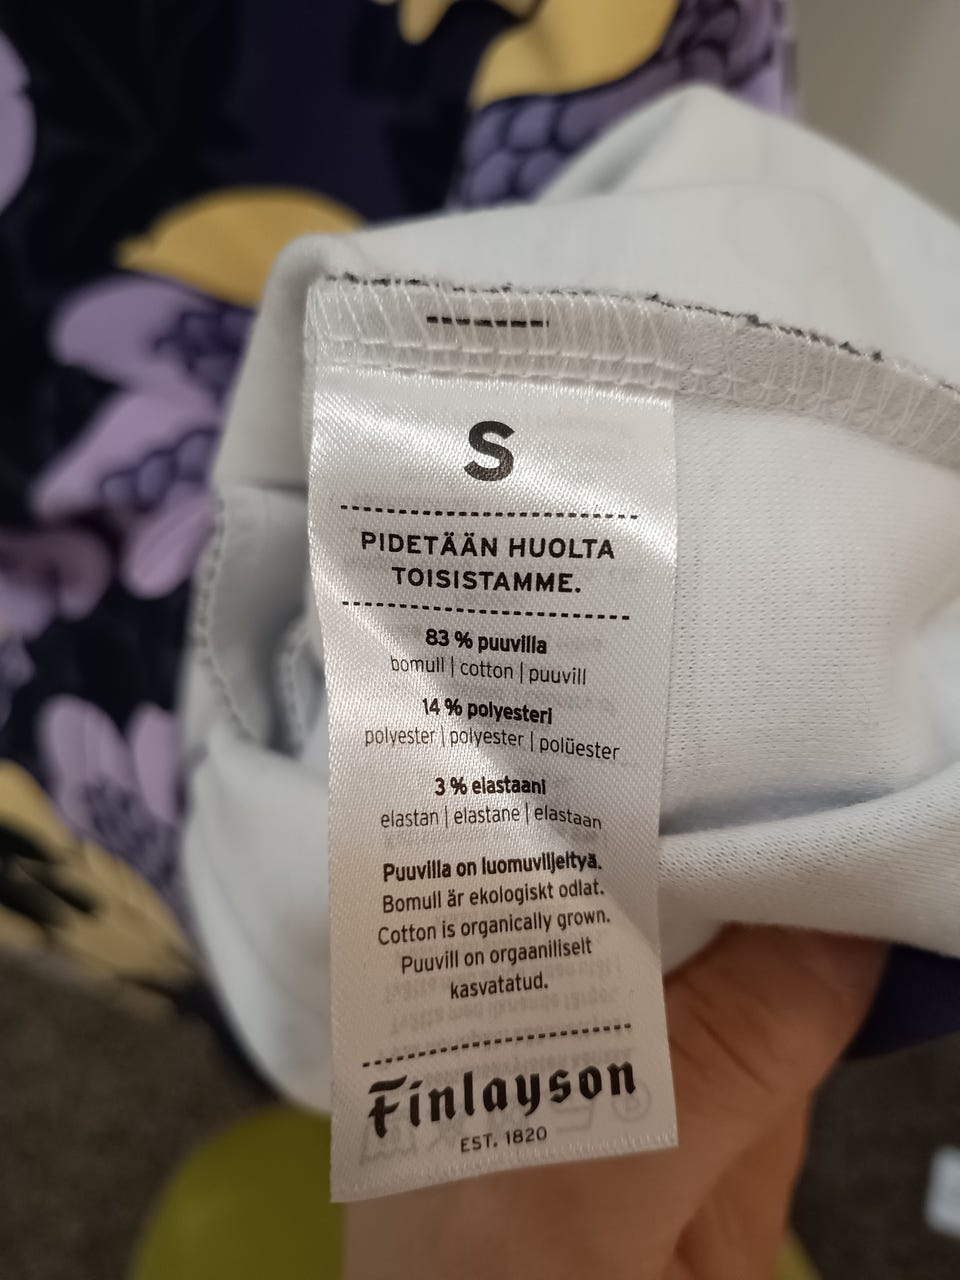 S
PIDETÄÄN HUOLTA
TOISISTAMME.
83 % puuvilla
bomull | cotton | puuvill
14 % polyesteri
polyester | polyester | polüester
3 % elastaani
elastan | elastane | elastaan
Puuvilla on luomuviljeltyä.
Bomull är ekologiskt odlat.
Cotton is organically grown.
Puuvill on orgaaniliselt
kasvatatud.
Finlayson
EST. 1820